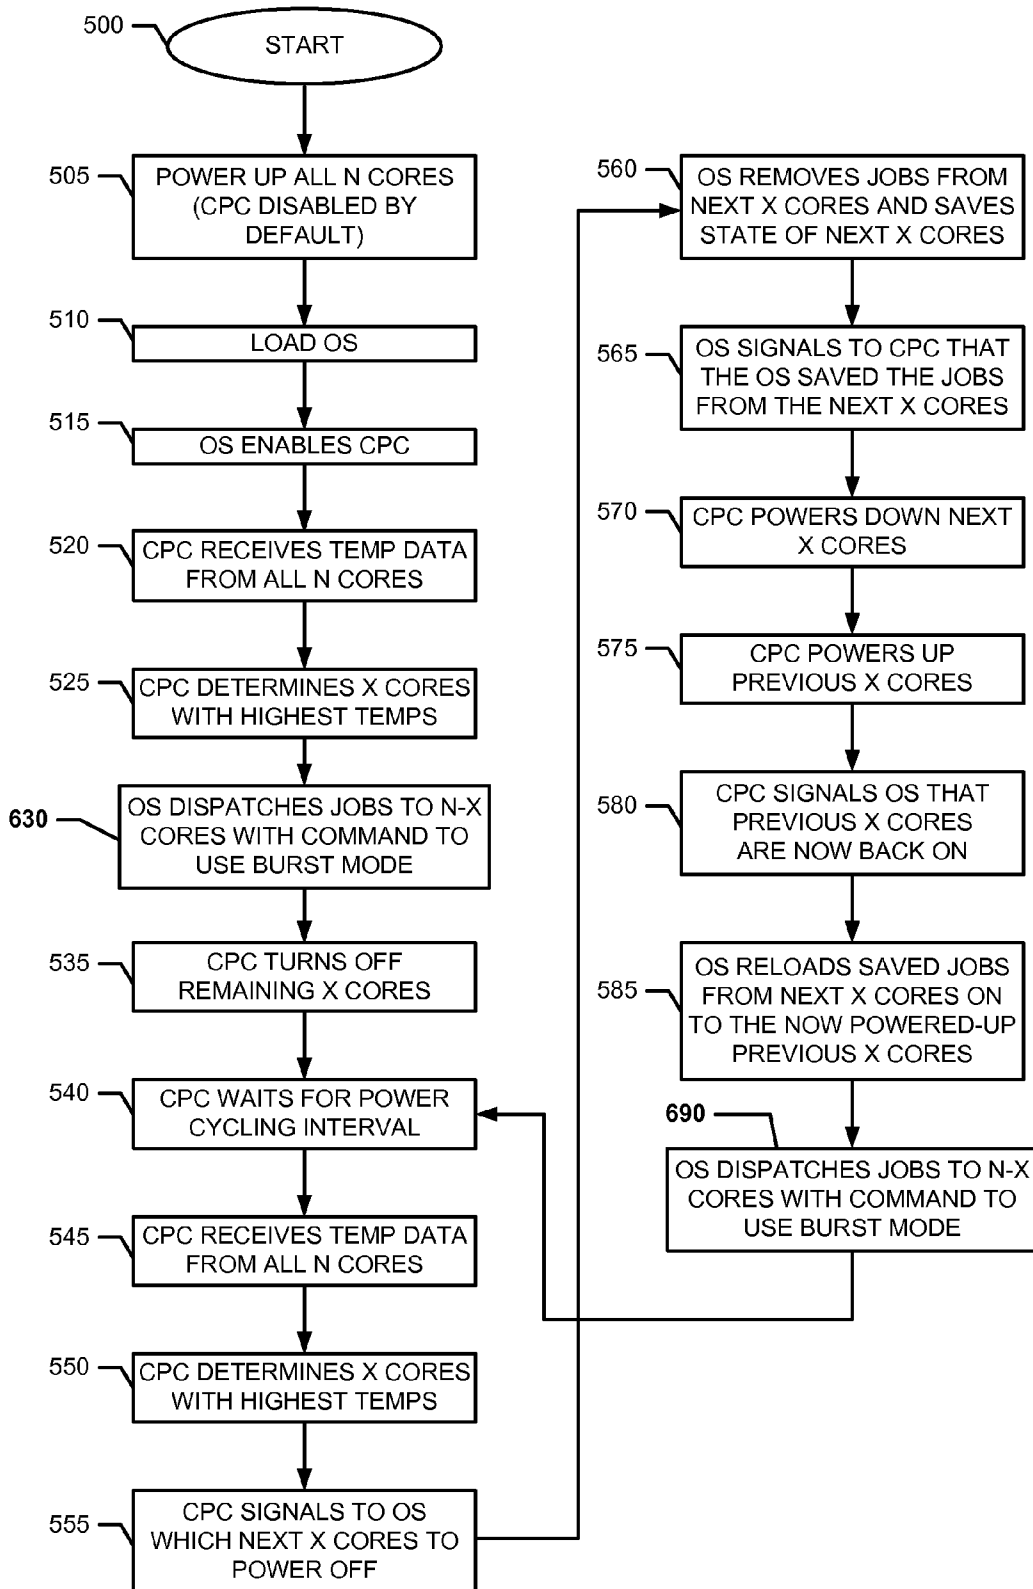 500
START
505
POWER UP ALL N CORES
(CPC DISABLED BY
DEFAULT)
510
LOAD OS
515
OS ENABLES CPC
520
CPC RECEIVES TEMP DATA
FROM ALL N CORES
525
CPC DETERMINES X CORES
WITH HIGHEST TEMPS
630
OS DISPATCHES JOBS TO N-X
CORES WITH COMMAND TO
USE BURST MODE
535
CPC TURNS OFF
REMAINING X CORES
540
CPC WAITS FOR POWER
CYCLING INTERVAL
545
CPC RECEIVES TEMP DATA
FROM ALL N CORES
550
CPC DETERMINES X CORES
WITH HIGHEST TEMPS
555
CPC SIGNALS TO OS
WHICH NEXT X CORES TO
POWER OFF
560
OS REMOVES JOBS FROM
NEXT X CORES AND SAVES
STATE OF NEXT X CORES
565
OS SIGNALS TO CPC THAT
THE OS SAVED THE JOBS
FROM THE NEXT X CORES
570
CPC POWERS DOWN NEXT
X CORES
575
CPC POWERS UP
PREVIOUS X CORES
580
CPC SIGNALS OS THAT
PREVIOUS X CORES
ARE NOW BACK ON
585
OS RELOADS SAVED JOBS
FROM NEXT X CORES ON
TO THE NOW POWERED-UP
PREVIOUS X CORES
690
OS DISPATCHES JOBS TO N-X
CORES WITH COMMAND TO
USE BURST MODE